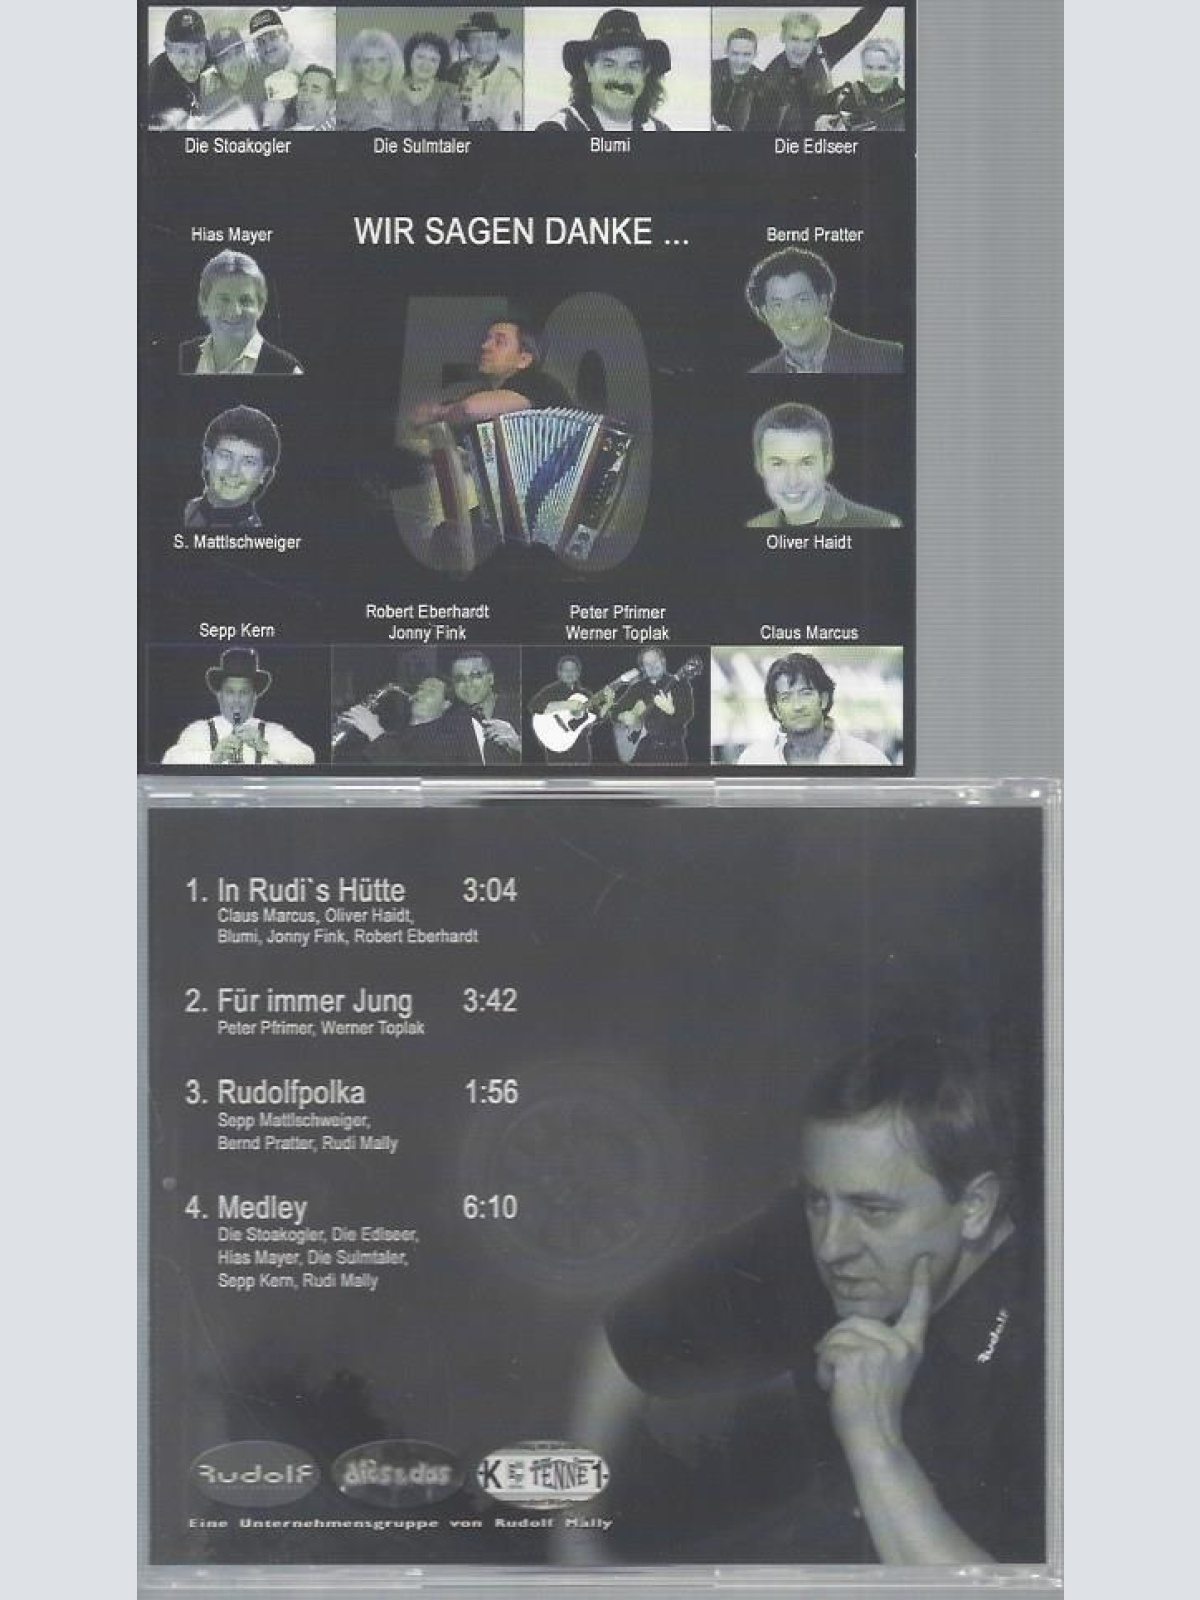 Die Stoakogler
Die Sulmtaler
Blumi
Die Edlseer
Hias Mayer
WIR SAGEN DANKE ...
Bernd Pratter
50
S. Mattlschweiger
Oliver Haidt
Sepp Kern
Robert Eberhardt
Jonny Fink
Peter Pfrimer
Werner Toplak
Claus Marcus
1. In Rudi`s Hütte 3:04
Claus Marcus, Oliver Haidt,
Blumi, Jonny Fink, Robert Eberhardt
2. Für immer Jung 3:42
Peter Pfrimer, Werner Toplak
3. Rudolfpolka 1:56
Sepp Mattlschweiger,
Bernd Pratter, Rudi Mally
4. Medley 6:10
Die Stoakogler, Die Edlseer,
Hias Mayer, Die Sulmtaler,
Sepp Kern, Rudi Mally
Rudolf
Rudolf
K TENNE 1
Eine Unternehmensgruppe von Rudolf Mally